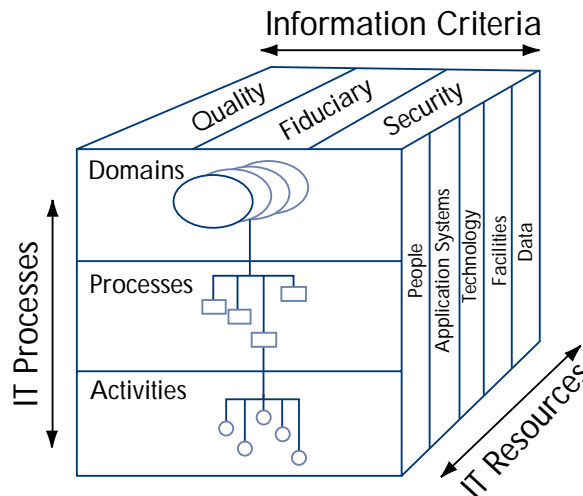 Information Criteria
Quality
Fiduciary
Security
Domains
Processes
Activities
IT Processes
People
Application Systems
Technology
Facilities
Data
IT Resources